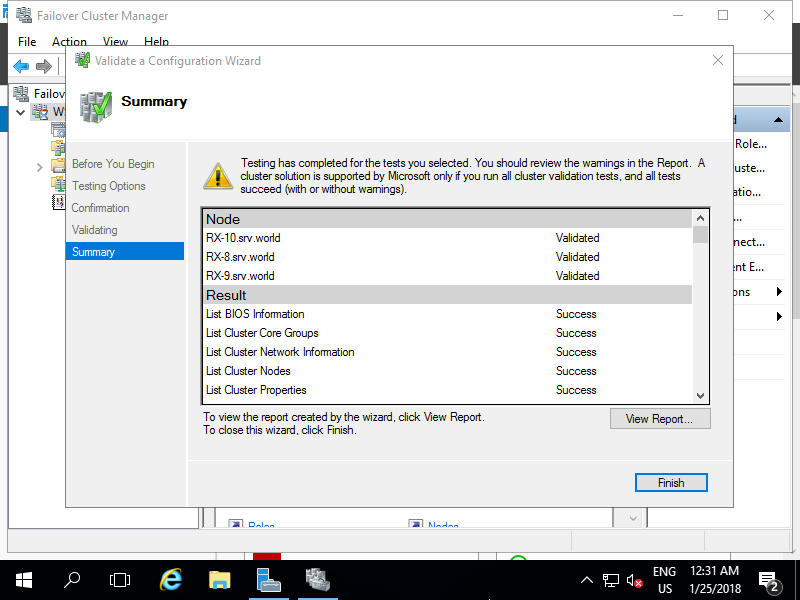 Failover Cluster Manager
File Action View Help
Validate a Configuration Wizard
Failov
Summary
Before You Begin
Testing Options
Confirmation
Validating
Summary
Testing has completed for the tests you selected. You should review the warnings in the Report. A
cluster solution is supported by Microsoft only if you run all cluster validation tests, and all tests
succeed (with or without warnings).
Node
RX-10.srv.world Validated
RX-8.srv.world Validated
RX-9.srv.world Validated
Result
List BIOS Information Success
List Cluster Core Groups Success
List Cluster Network Information Success
List Cluster Nodes Success
List Cluster Properties Success
To view the report created by the wizard, click View Report.
To close this wizard, click Finish.
View Report...
Finish
Role...
uste...
atio...
...
nect...
nt E...
ons
Roles
Nodes
ENG
US
12:31 AM
1/25/2018
2